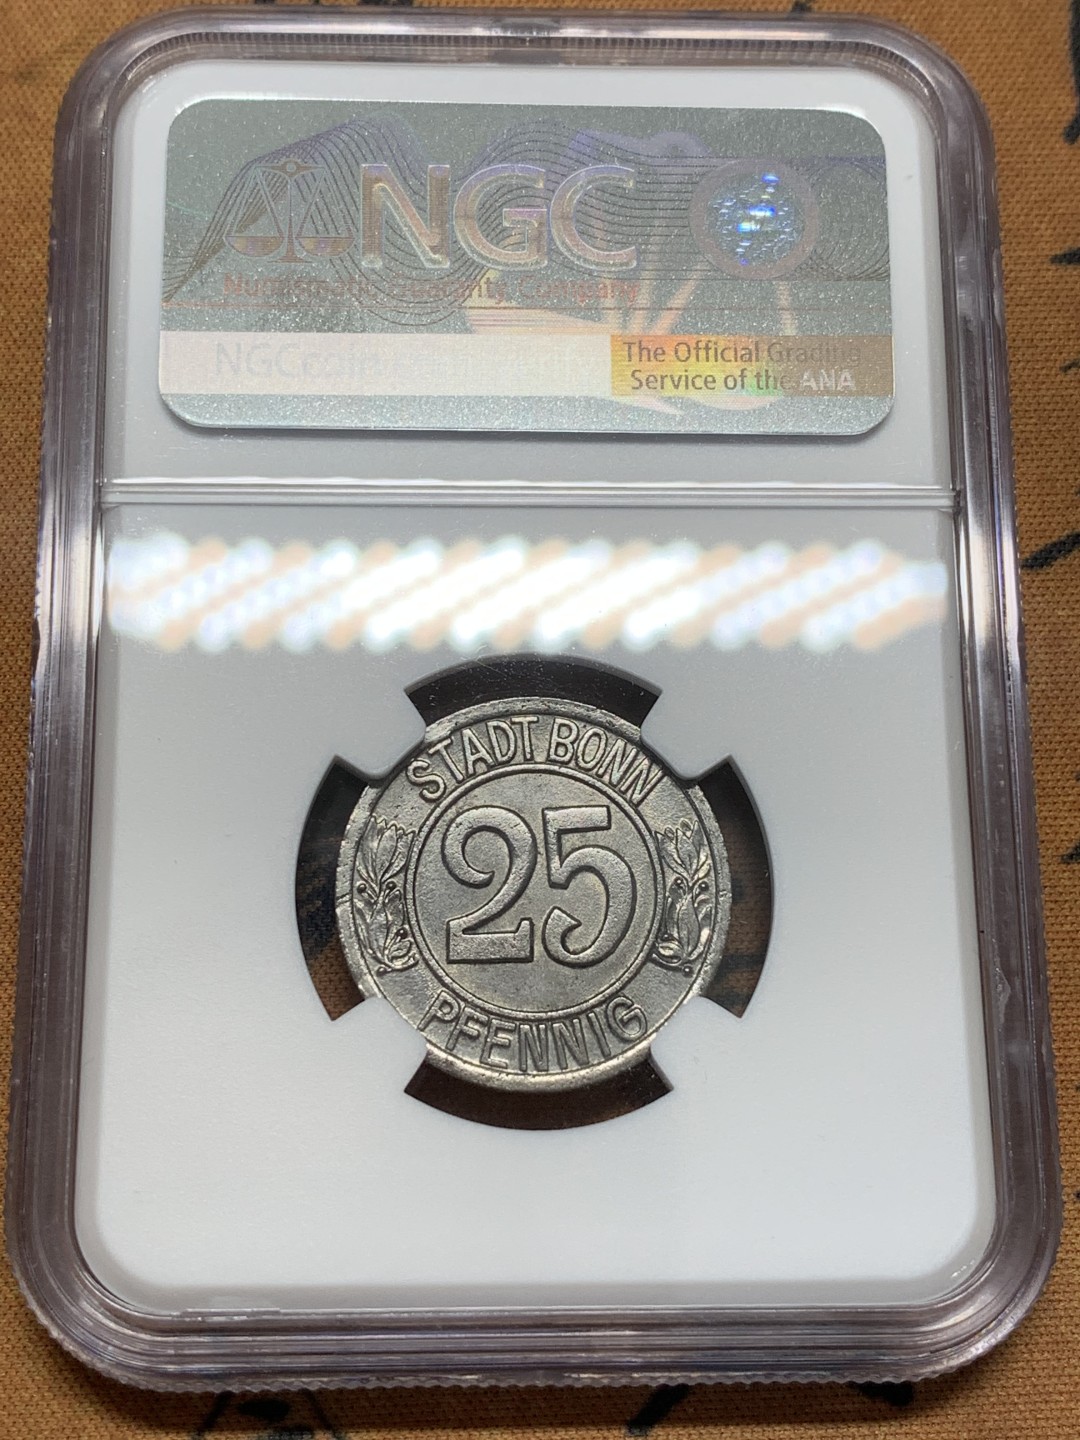 NGC
Numismatic Guaranty Company
The Official Grading
Service of the ANA
STADT BONN
25
PFENNIG